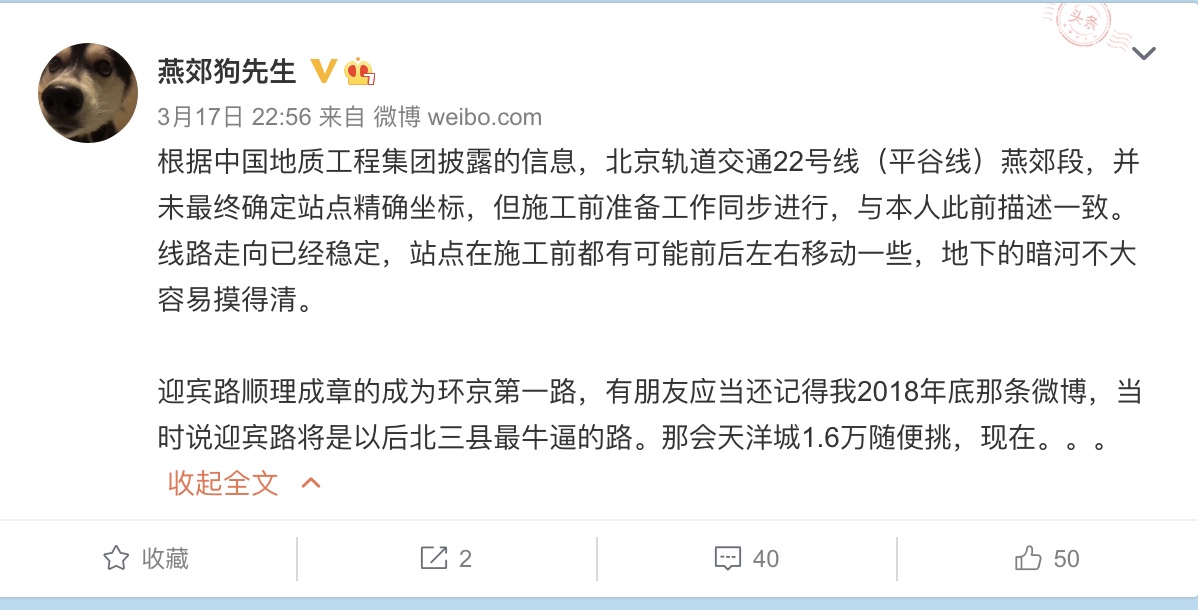 头条
燕郊狗先生
3月17日 22:56 来自 微博 weibo.com
根据中国地质工程集团披露的信息，北京轨道交通22号线（平谷线）燕郊段，并
未最终确定站点精确坐标，但施工前准备工作同步进行，与本人此前描述一致。
线路走向已经稳定，站点在施工前都有可能前后左右移动一些，地下的暗河不大
容易摸得清。
迎宾路顺理成章的成为环京第一路，有朋友应当还记得我2018年底那条微博，当
时说迎宾路将是以后北三县最牛逼的路。那会天洋城1.6万随便挑，现在。。。
收起全文
收藏
2
40
50